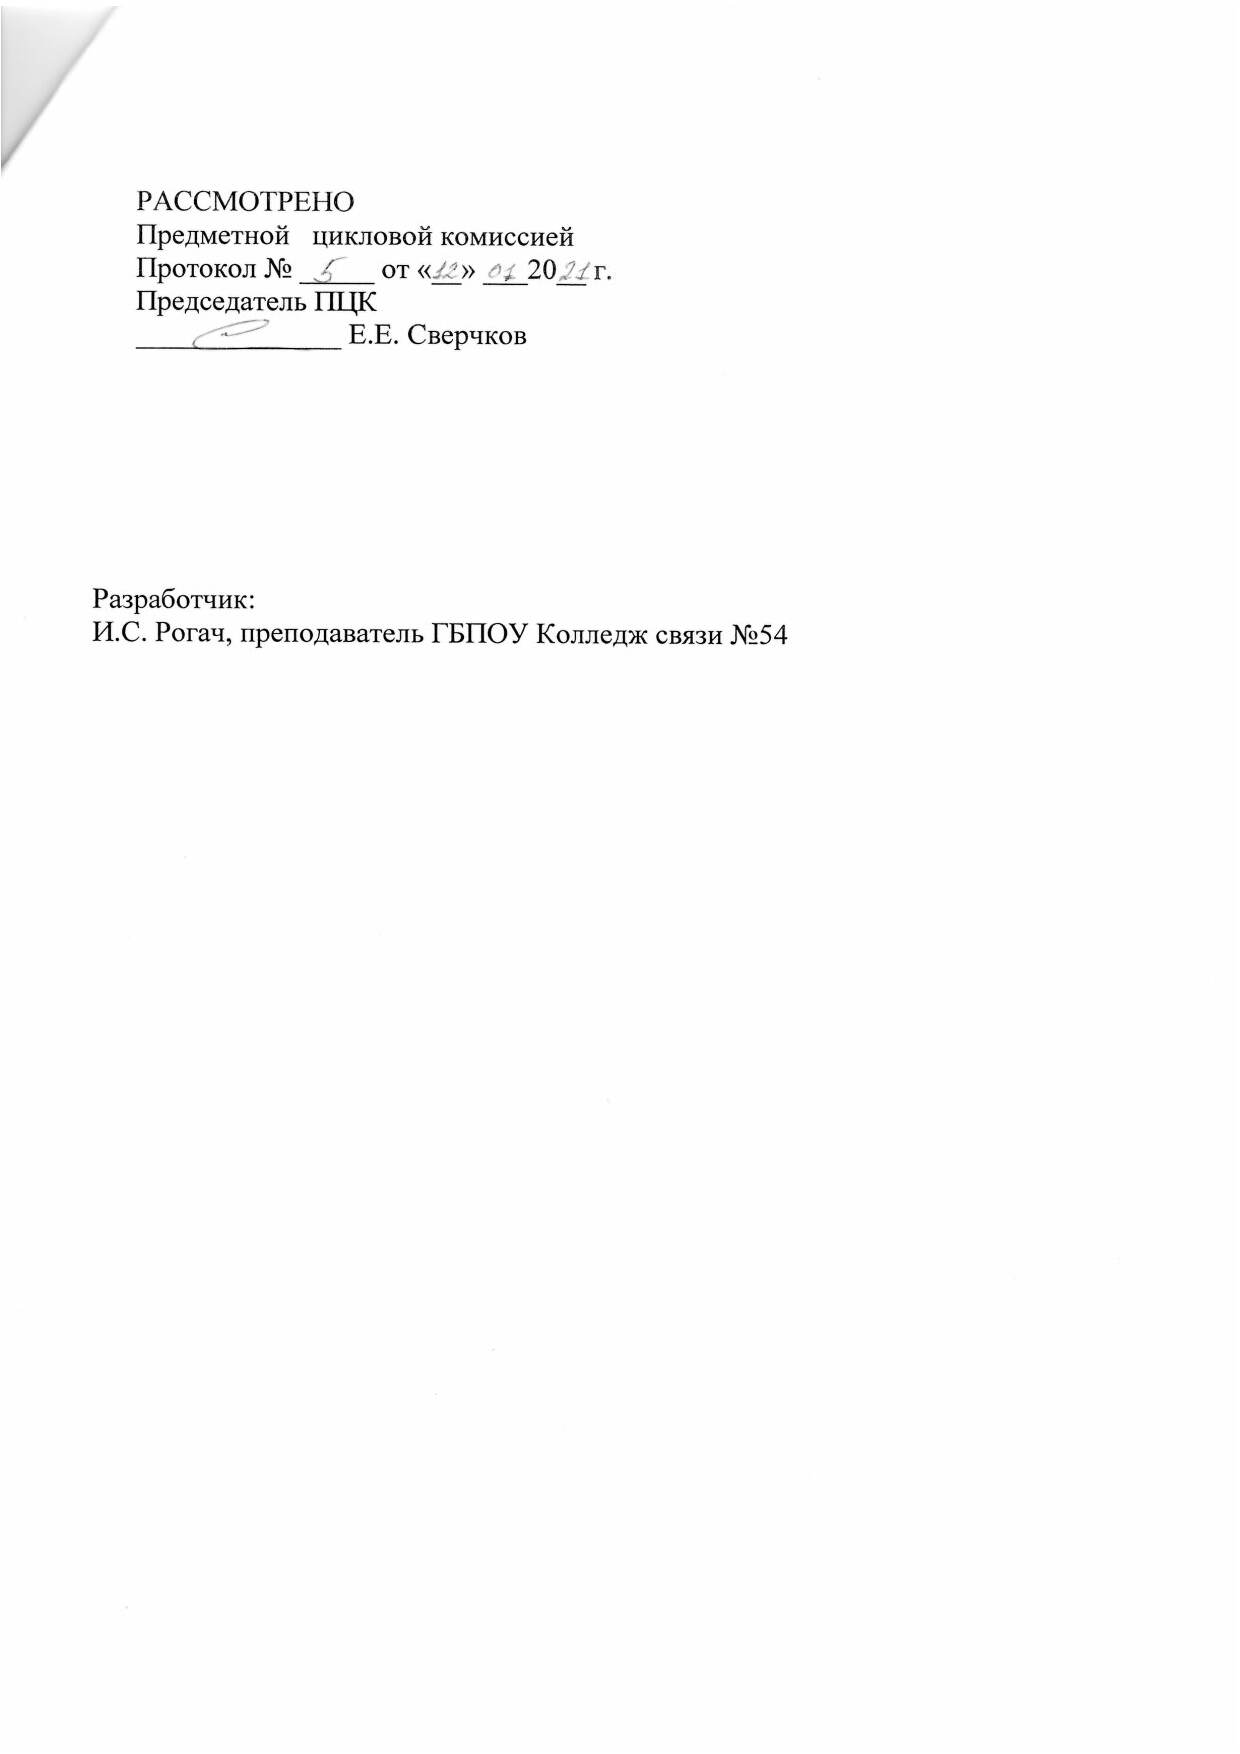 РАССМОТРЕНО
Предметной цикловой комиссией
Протокол № 5 от «12» 01 2021 г.
Председатель ПЦК
Е.Е. Сверчков
Разработчик:
И.С. Рогач, преподаватель ГБПОУ Колледж связи №54